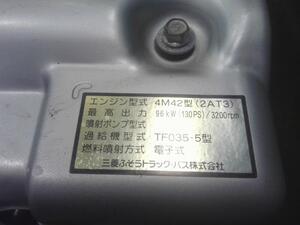 エンジン型式 4M42型(2AT3)
最高出力 96kW(130PS)/3200rpm
噴射ポンプ型式
過給機型式 TF035-5型
燃料噴射方式 電子式
三菱ふそうトラック・バス株式会社